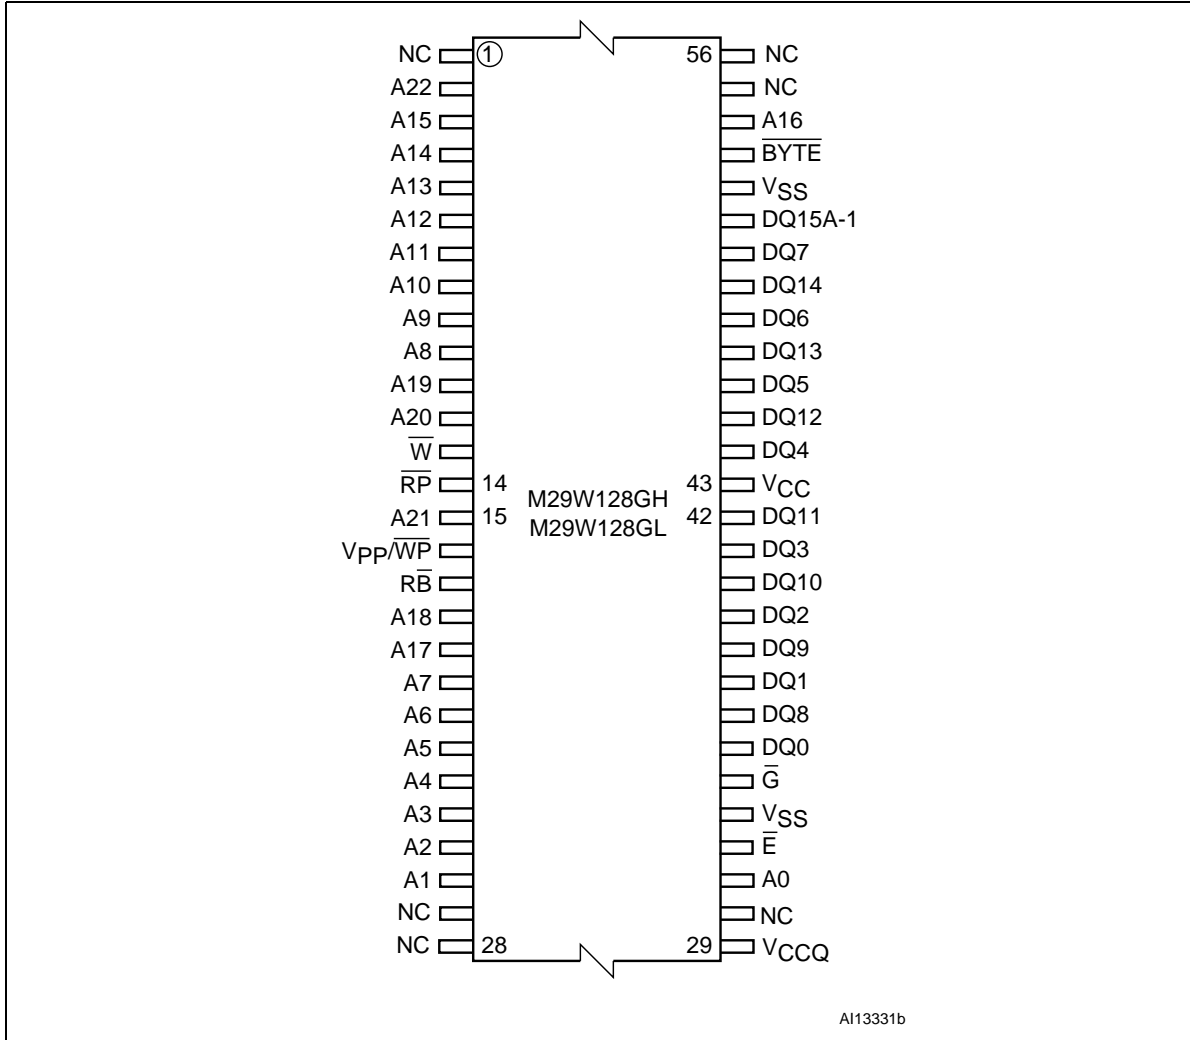 NC 1 56 NC
A22 NC
A15 A16
A14 B̅Y̅T̅E̅
A13 VSS
A12 DQ15A-1
A11 DQ7
A10 DQ14
A9 DQ6
A8 DQ13
A19 DQ5
A20 DQ12
W̅ DQ4
R̅P̅ 14 43 VCC
A21 15 42 DQ11
M29W128GH
M29W128GL
VPP/W̅P̅ DQ3
RB̅ DQ10
A18 DQ2
A17 DQ9
A7 DQ1
A6 DQ8
A5 DQ0
A4 G̅
A3 VSS
A2 E̅
A1 A0
NC NC
NC 28 29 VCCQ
AI13331b